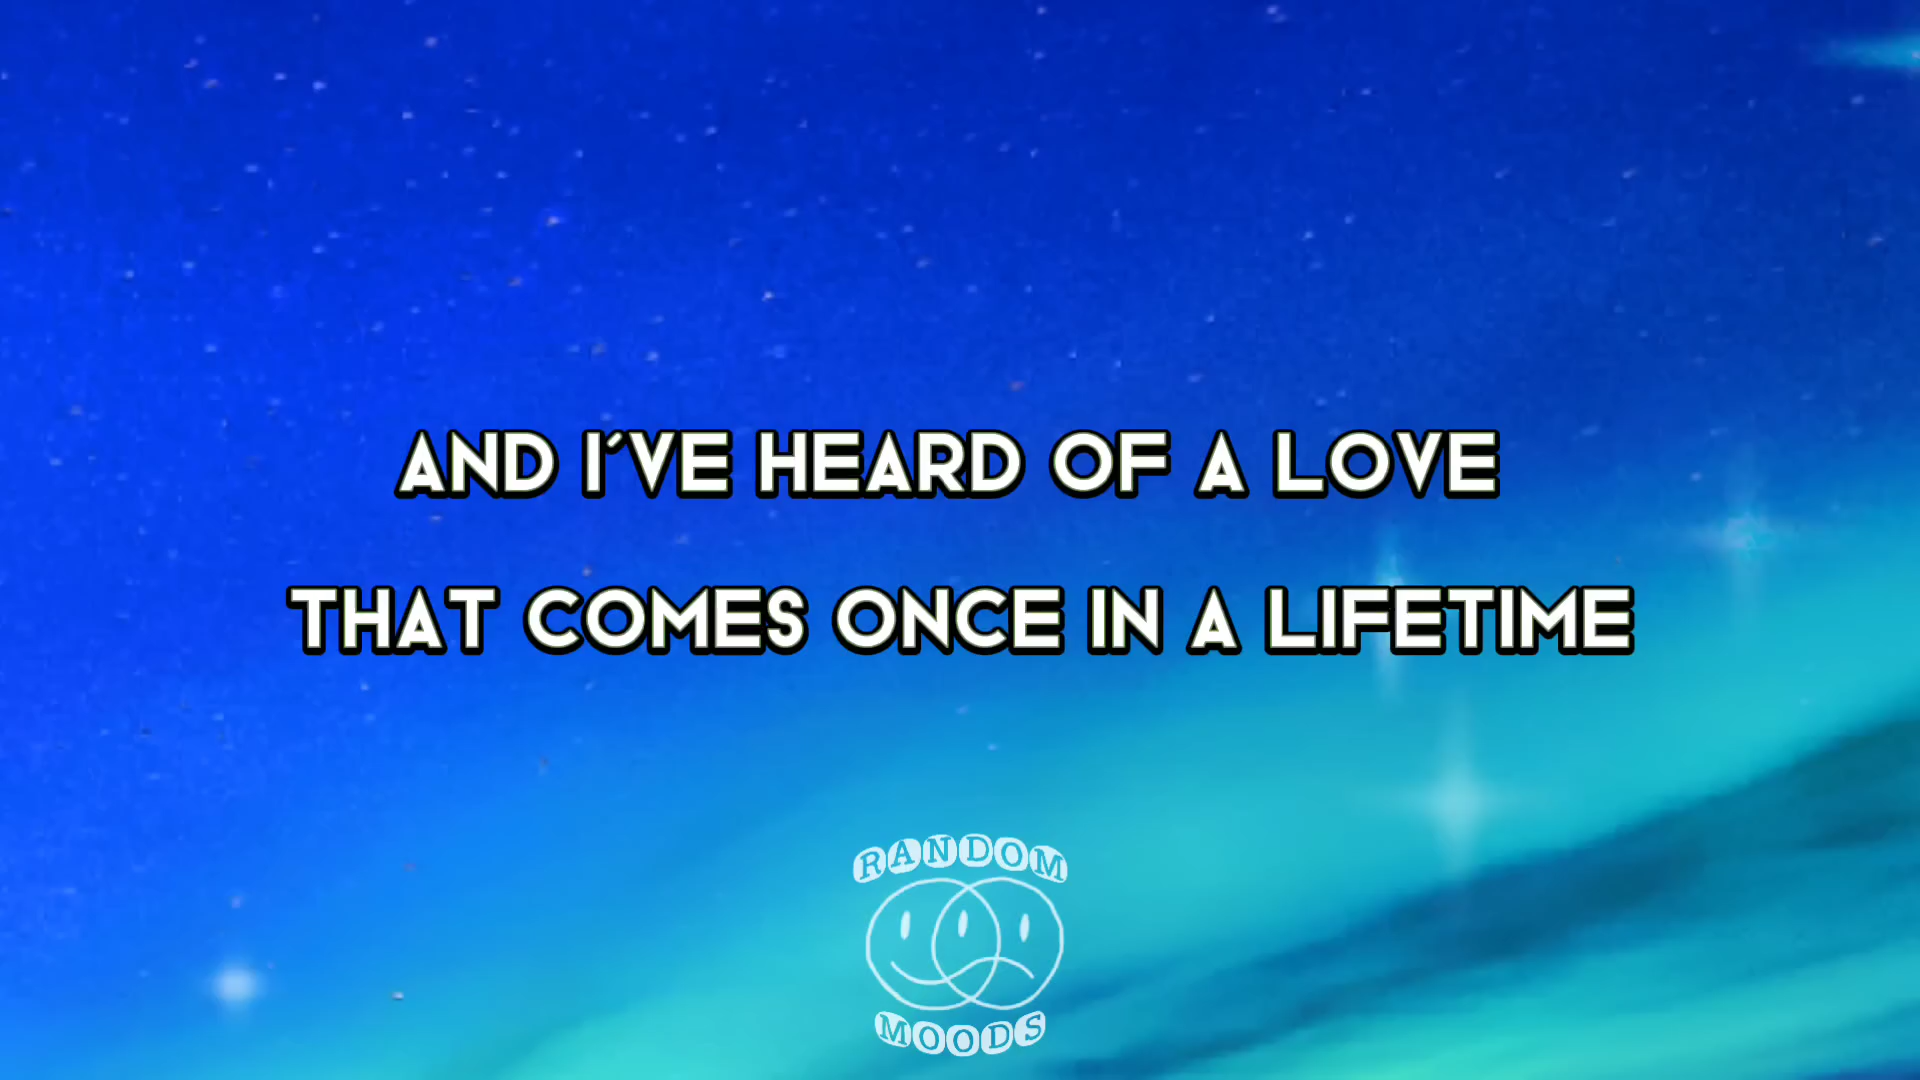 AND I´VE HEARD OF A LOVE
THAT COMES ONCE IN A LIFETIME
RANDOM
MOODS